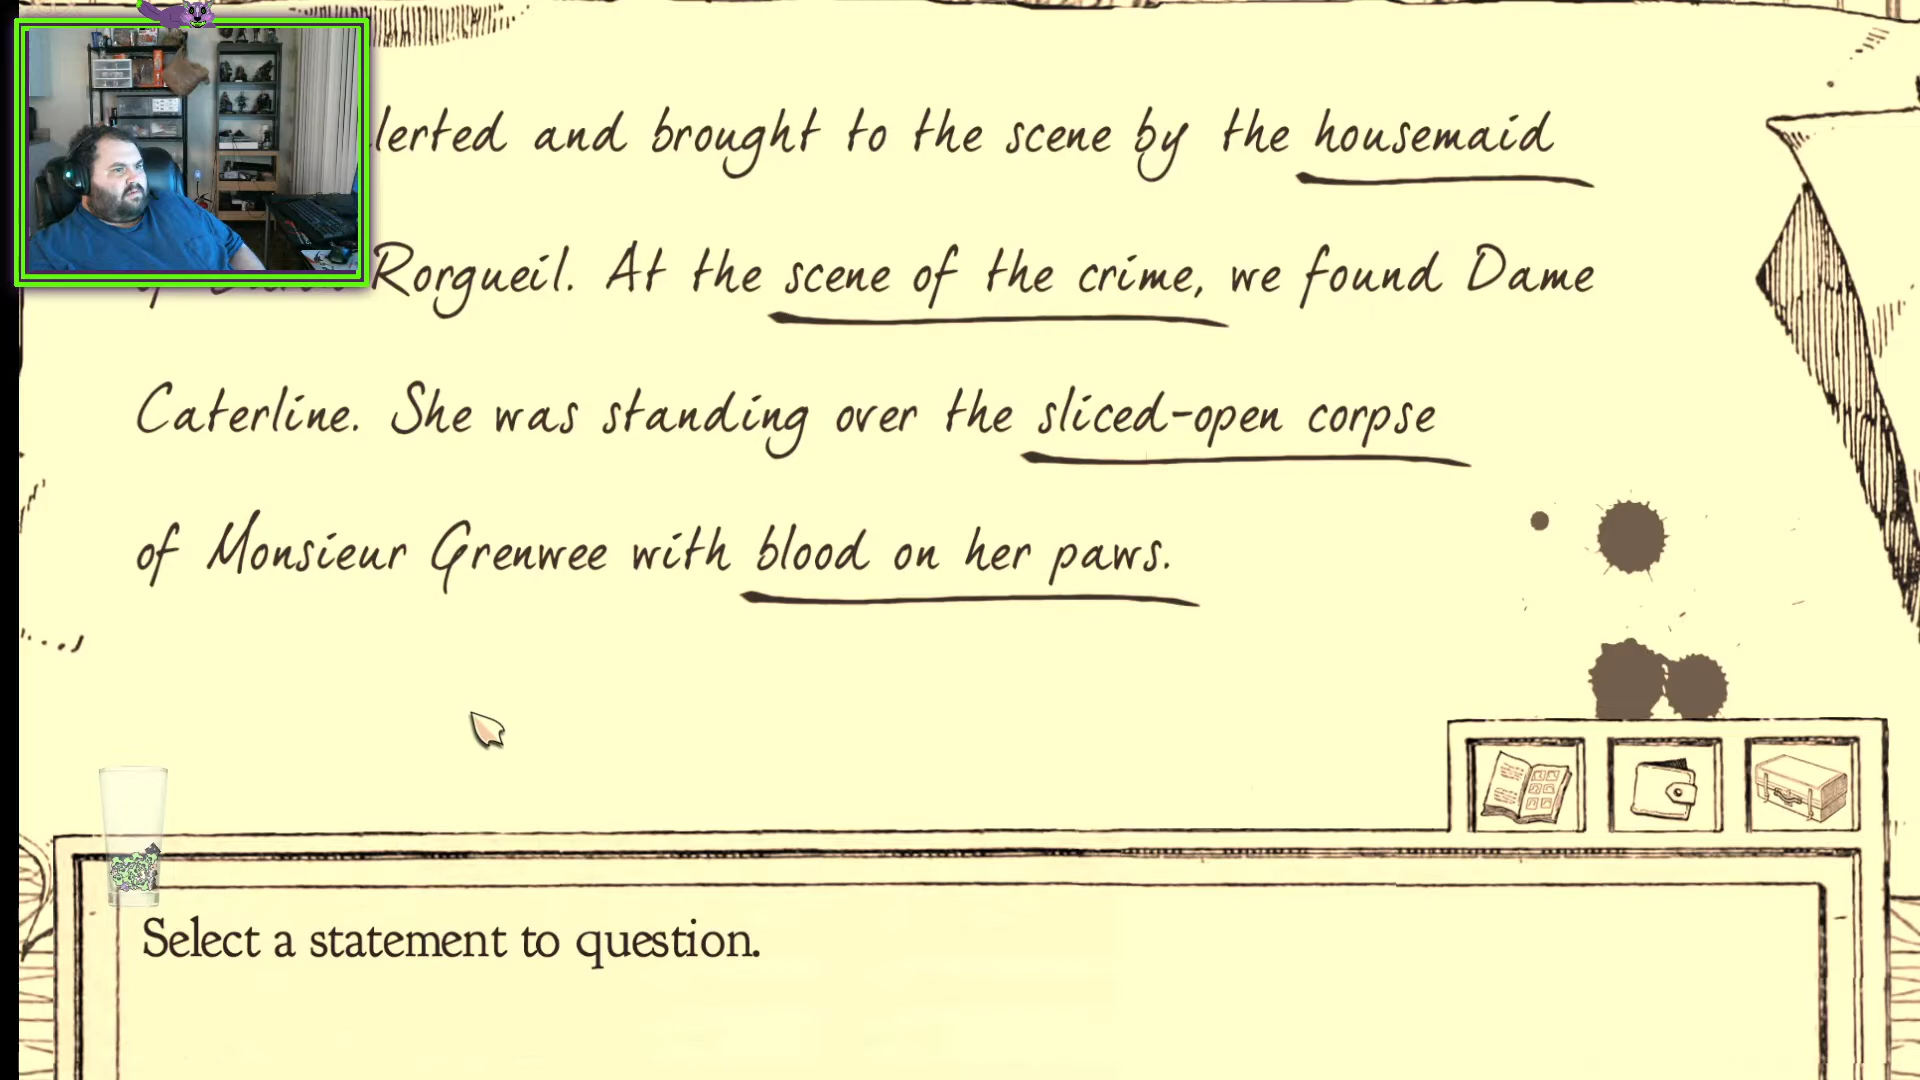 lerted and brought to the scene by the housemaid
Rorgueil. At the scene of the crime, we found Dame
Caterline. She was standing over the sliced-open corpse
of Monsieur Grenwee with blood on her paws.
Select a statement to question.